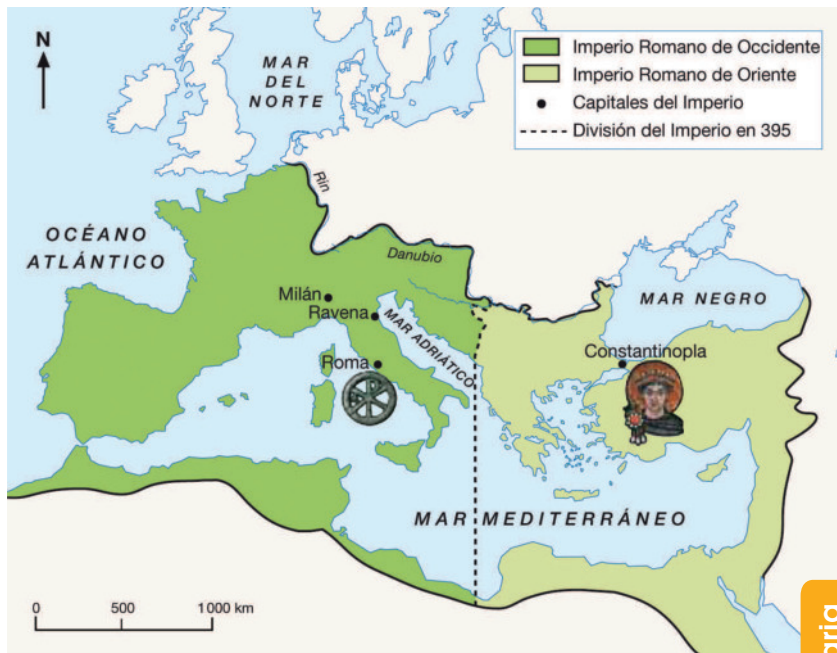 N
MAR
DEL
NORTE
Imperio Romano de Occidente
Imperio Romano de Oriente
Capitales del Imperio
División del Imperio en 395
Rin
OCÉANO
ATLÁNTICO
Danubio
Milán
Ravena
MAR ADRIÁTICO
MAR NEGRO
Roma
Constantinopla
MAR MEDITERRÁNEO
0 500 1000 km
aria